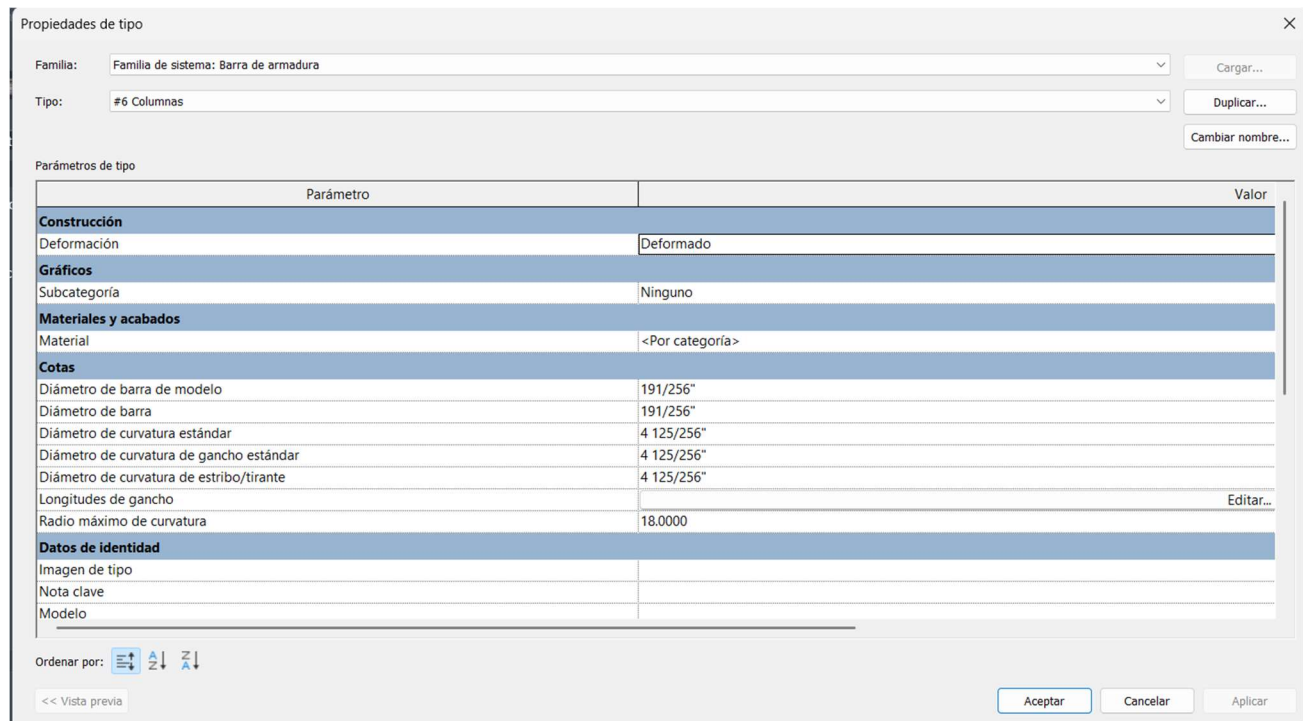 Propiedades de tipo
Familia: Familia de sistema: Barra de armadura Cargar...
Tipo: #6 Columnas Duplicar...
Cambiar nombre...
Parámetros de tipo
Parámetro Valor
Construcción
Deformación Deformado
Gráficos
Subcategoría Ninguno
Materiales y acabados
Material <Por categoría>
Cotas
Diámetro de barra de modelo 191/256"
Diámetro de barra 191/256"
Diámetro de curvatura estándar 4 125/256"
Diámetro de curvatura de gancho estándar 4 125/256"
Diámetro de curvatura de estribo/tirante 4 125/256"
Longitudes de gancho Editar...
Radio máximo de curvatura 18.0000
Datos de identidad
Imagen de tipo
Nota clave
Modelo
Ordenar por:
<< Vista previa Aceptar Cancelar Aplicar